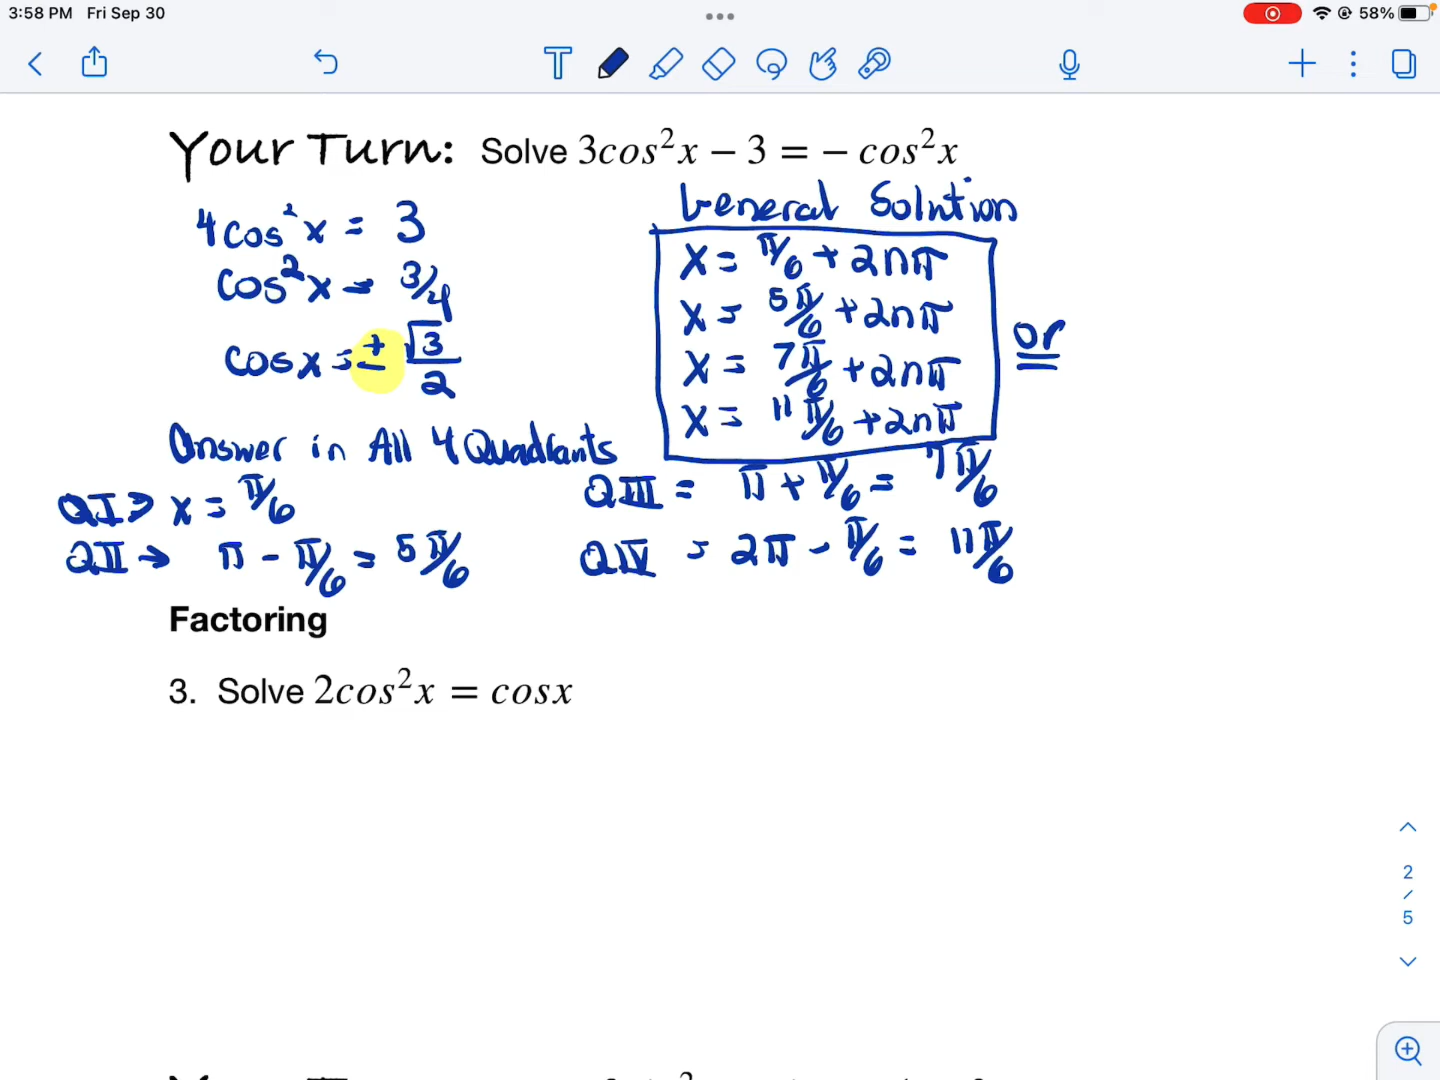 3:58 PM Fri Sep 30
58%
Your Turn: Solve 3cos²x − 3 = − cos²x
4cos²x = 3
cos²x = 3/4
cosx = ± √3/2
General Solution
x = π/6 + 2nπ
x = 5π/6 + 2nπ
x = 7π/6 + 2nπ
x = 11π/6 + 2nπ
or
Answer in All 4 Quadrants
QI → x = π/6
QII → π - π/6 = 5π/6
QIII = π + π/6 = 7π/6
QIV = 2π - π/6 = 11π/6
Factoring
3. Solve 2cos²x = cosx
2
/
5